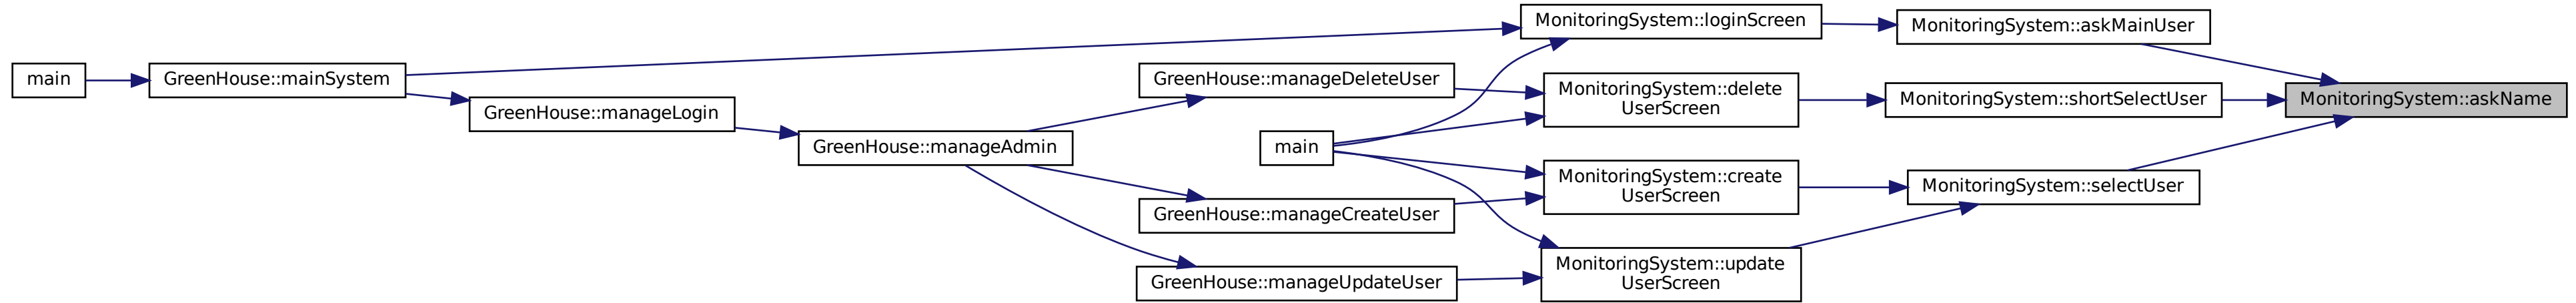 main
GreenHouse::mainSystem
GreenHouse::manageLogin
GreenHouse::manageAdmin
GreenHouse::manageDeleteUser
main
GreenHouse::manageCreateUser
GreenHouse::manageUpdateUser
MonitoringSystem::loginScreen
MonitoringSystem::delete
UserScreen
MonitoringSystem::create
UserScreen
MonitoringSystem::update
UserScreen
MonitoringSystem::askMainUser
MonitoringSystem::shortSelectUser
MonitoringSystem::selectUser
MonitoringSystem::askName